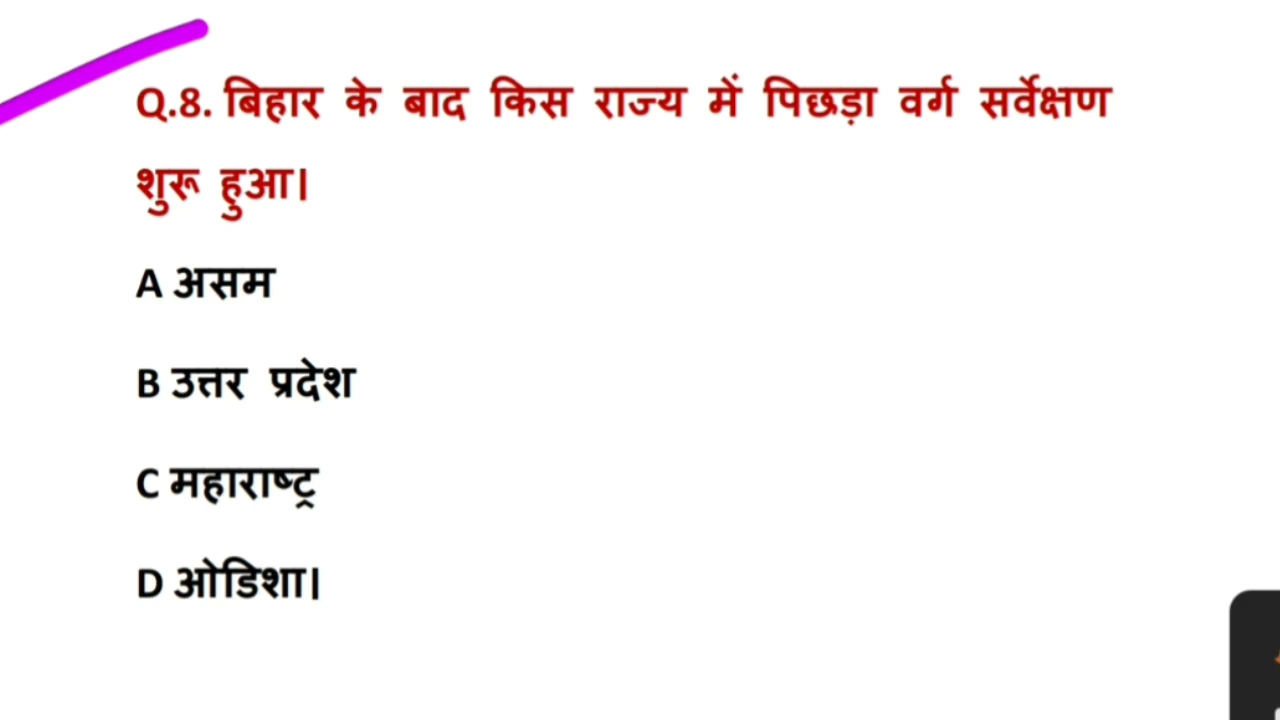 Q.8. बिहार के बाद किस राज्य में पिछड़ा वर्ग सर्वेक्षण
शुरू हुआ।
A असम
B उत्तर प्रदेश
C महाराष्ट्र
D ओडिशा।